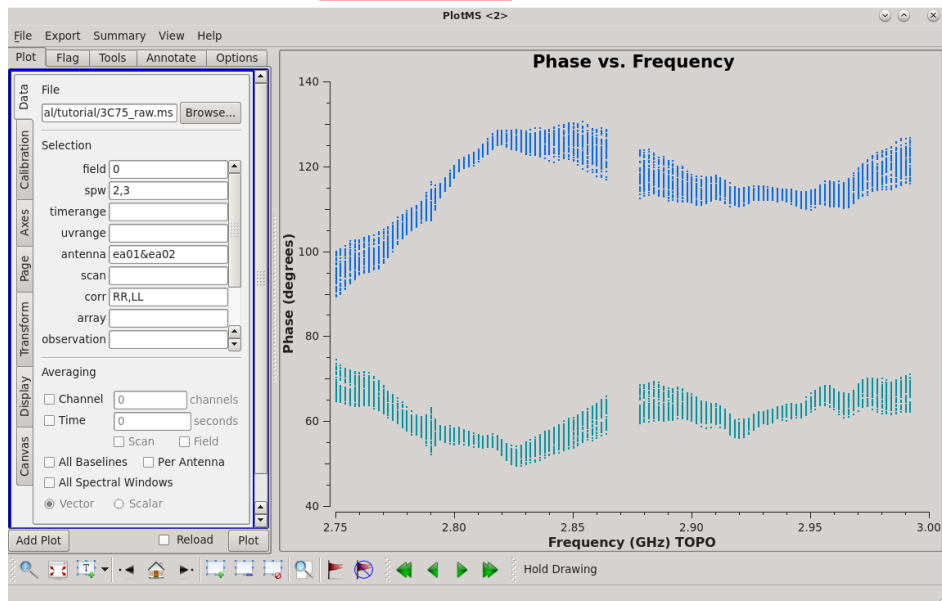 PlotMS <2>
File Export Summary View Help
Plot Flag Tools Annotate Options
Data
Calibration
Axes
Page
Transform
Display
Canvas
File
al/tutorial/3C75_raw.ms Browse...
Selection
field 0
spw 2,3
timerange
uvrange
antenna ea01&ea02
scan
corr RR,LL
array
observation
Averaging
Channel 0 channels
Time 0 seconds
Scan Field
All Baselines Per Antenna
All Spectral Windows
Vector Scalar
Add Plot Reload Plot
Phase vs. Frequency
Phase (degrees)
140
120
100
80
60
40
2.75 2.80 2.85 2.90 2.95 3.00
Frequency (GHz) TOPO
T
Hold Drawing